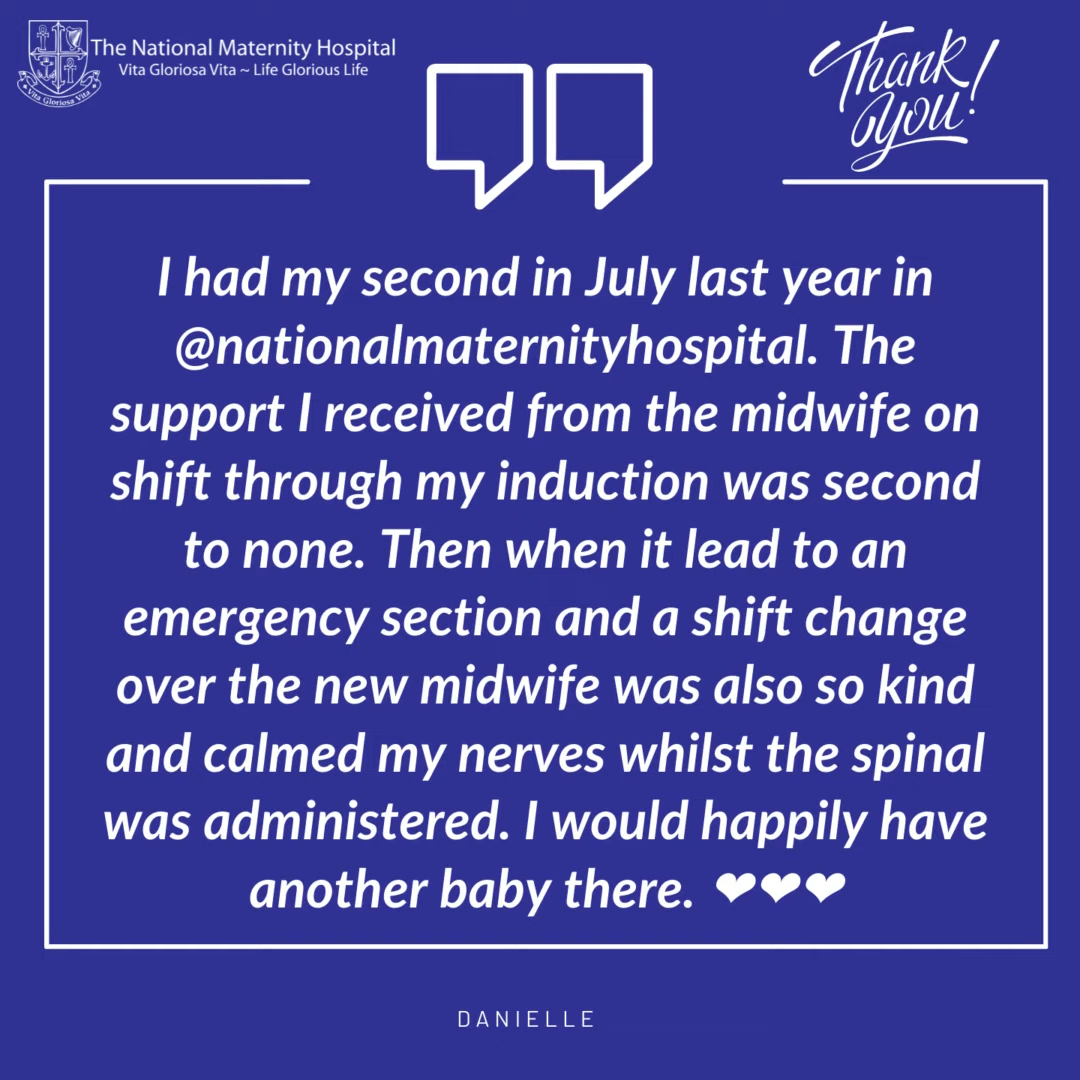 The National Maternity Hospital
Vita Gloriosa Vita ~ Life Glorious Life
Vita Gloriosa Vita
Thank
you!
I had my second in July last year in
@nationalmaternityhospital. The
support I received from the midwife on
shift through my induction was second
to none. Then when it lead to an
emergency section and a shift change
over the new midwife was also so kind
and calmed my nerves whilst the spinal
was administered. I would happily have
another baby there. ❤❤❤
DANIELLE